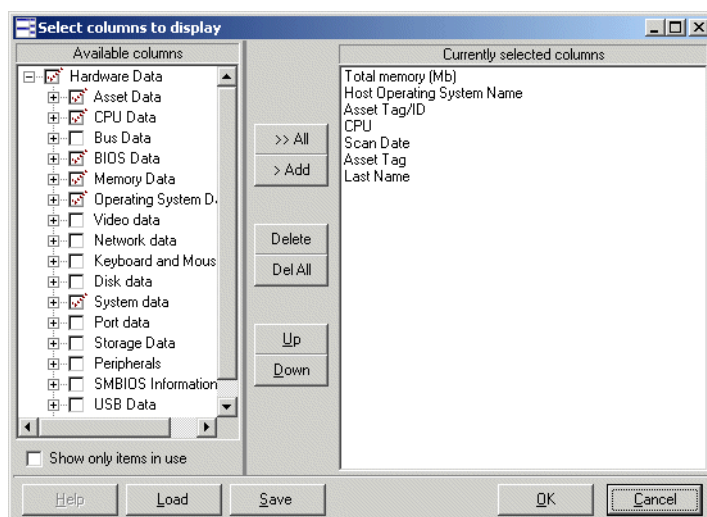 Select columns to display
Available columns
Hardware Data
Asset Data
CPU Data
Bus Data
BIOS Data
Memory Data
Operating System D
Video data
Network data
Keyboard and Mous
Disk data
System data
Port data
Storage Data
Peripherals
SMBIOS Information
USB Data
Show only items in use
>> All
> Add
Delete
Del All
Up
Down
Currently selected columns
Total memory (Mb)
Host Operating System Name
Asset Tag/ID
CPU
Scan Date
Asset Tag
Last Name
Help
Load
Save
OK
Cancel